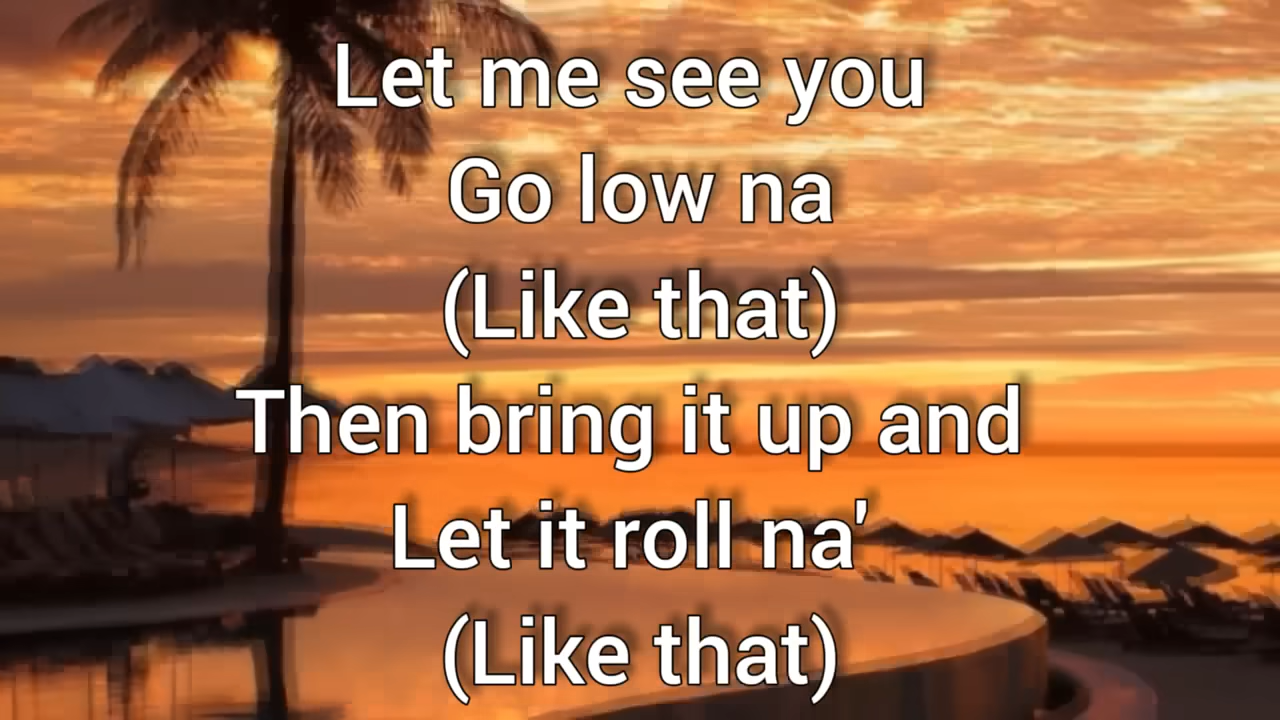 Let me see you
Go low na
(Like that)
Then bring it up and
Let it roll na'
(Like that)